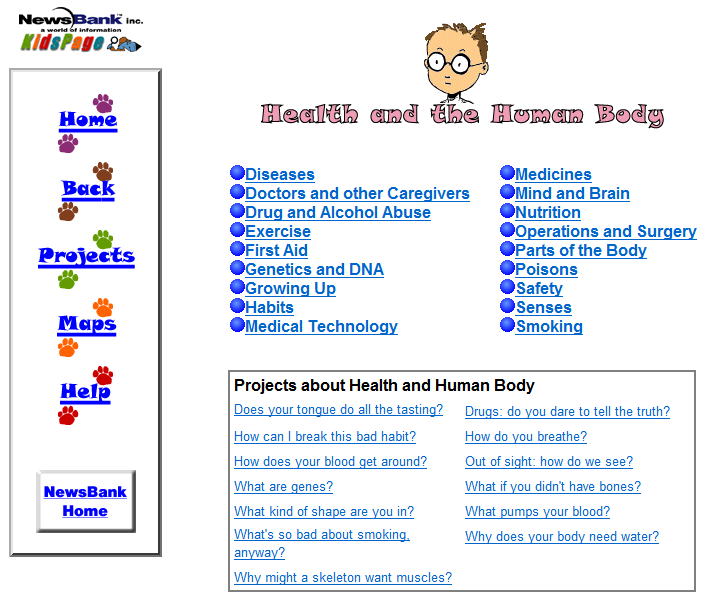 NewsBank inc.
a world of information
KidsPage
Home
Back
Projects
Maps
Help
NewsBank
Home
Health and the Human Body
Diseases
Doctors and other Caregivers
Drug and Alcohol Abuse
Exercise
First Aid
Genetics and DNA
Growing Up
Habits
Medical Technology
Medicines
Mind and Brain
Nutrition
Operations and Surgery
Parts of the Body
Poisons
Safety
Senses
Smoking
Projects about Health and Human Body
Does your tongue do all the tasting?
How can I break this bad habit?
How does your blood get around?
What are genes?
What kind of shape are you in?
What's so bad about smoking,
anyway?
Why might a skeleton want muscles?
Drugs: do you dare to tell the truth?
How do you breathe?
Out of sight: how do we see?
What if you didn't have bones?
What pumps your blood?
Why does your body need water?